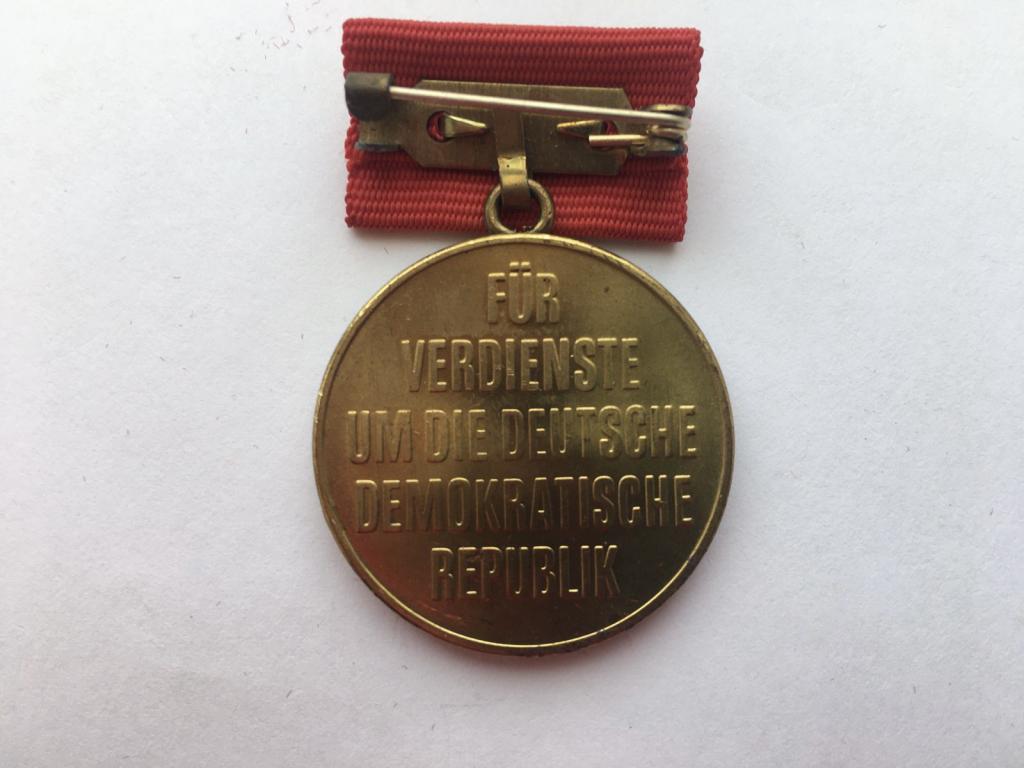 FÜR
VERDIENSTE
UM DIE DEUTSCHE
DEMOKRATISCHE
REPUBLIK